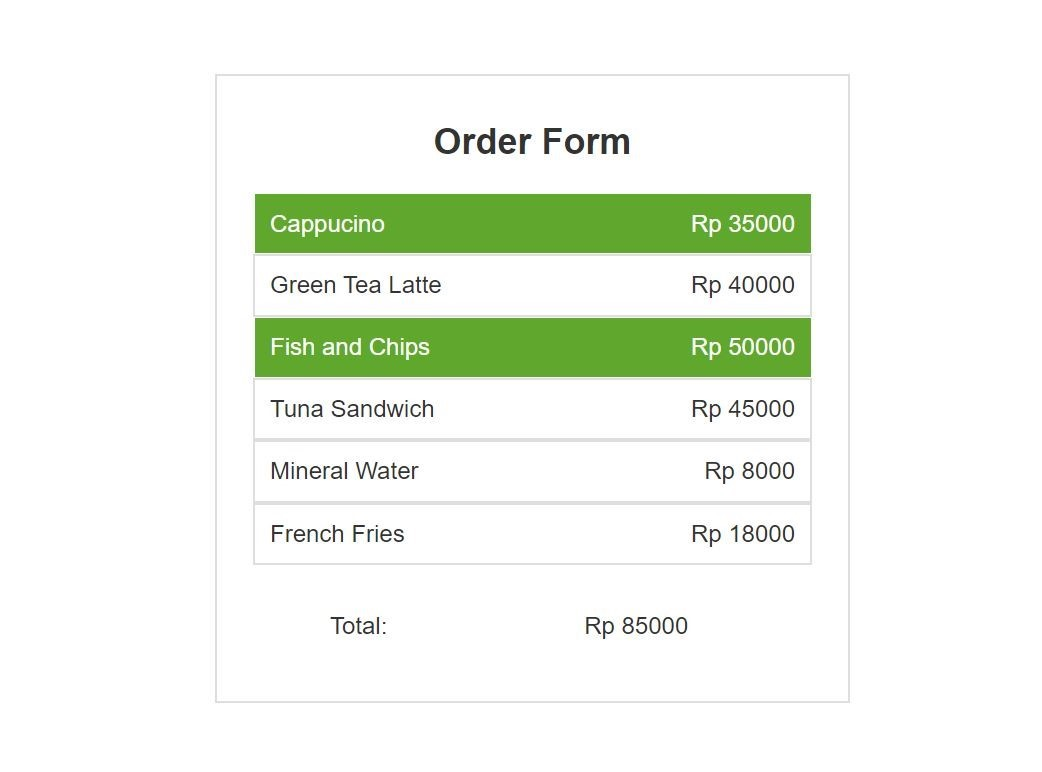 Order Form
Cappucino Rp 35000
Green Tea Latte Rp 40000
Fish and Chips Rp 50000
Tuna Sandwich Rp 45000
Mineral Water Rp 8000
French Fries Rp 18000
Total: Rp 85000